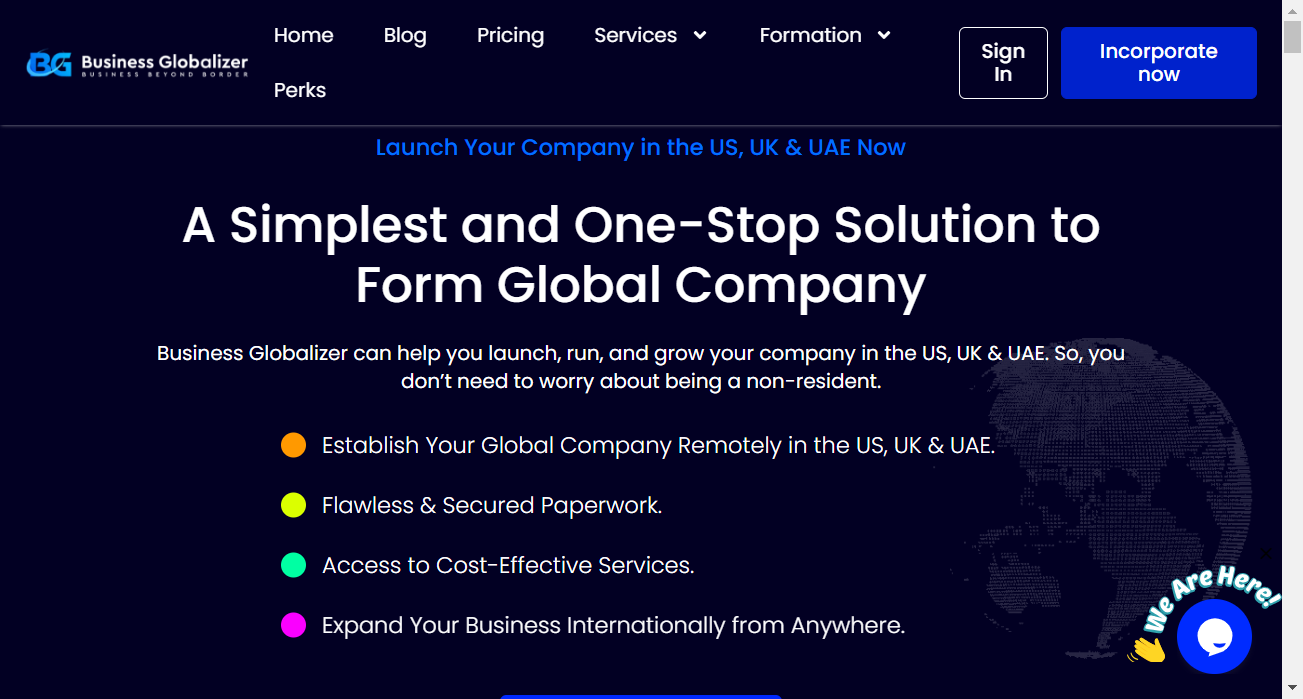 Home
Blog
Pricing
Services
Formation
Perks
BG
Business Globalizer
BUSINESS BEYOND BORDER
Sign
In
Incorporate
now
Launch Your Company in the US, UK & UAE Now
A Simplest and One-Stop Solution to
Form Global Company
Business Globalizer can help you launch, run, and grow your company in the US, UK & UAE. So, you
don’t need to worry about being a non-resident.
Establish Your Global Company Remotely in the US, UK & UAE.
Flawless & Secured Paperwork.
Access to Cost-Effective Services.
Expand Your Business Internationally from Anywhere.
We Are Here!